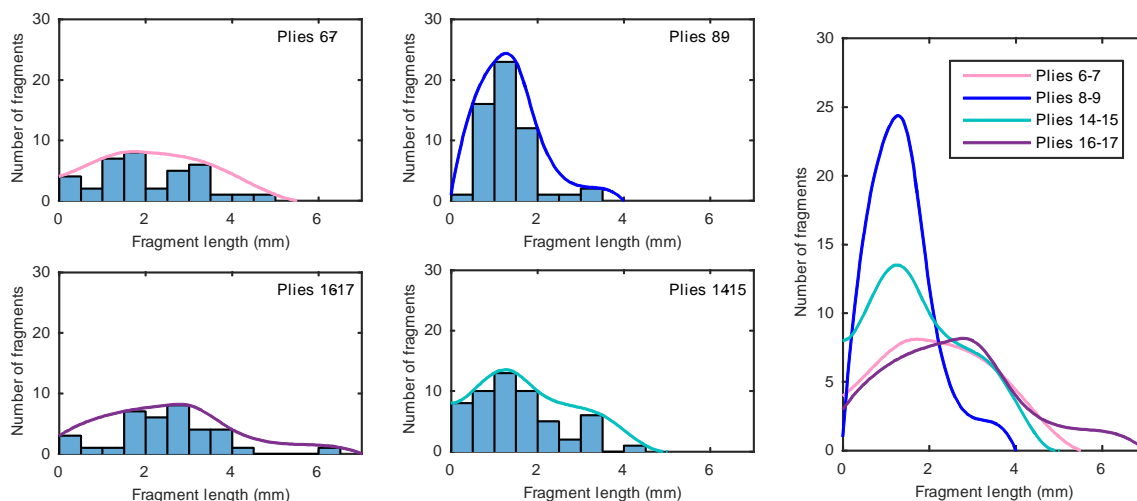 30
20
10
0
0
2
4
6
Number of fragments
Fragment length (mm)
Plies 67
30
20
10
0
0
2
4
6
Number of fragments
Fragment length (mm)
Plies 89
30
20
10
0
0
2
4
6
Number of fragments
Fragment length (mm)
Plies 1617
30
20
10
0
0
2
4
6
Number of fragments
Fragment length (mm)
Plies 1415
30
25
20
15
10
5
0
0
2
4
6
Number of fragments
Fragment length (mm)
Plies 6-7
Plies 8-9
Plies 14-15
Plies 16-17